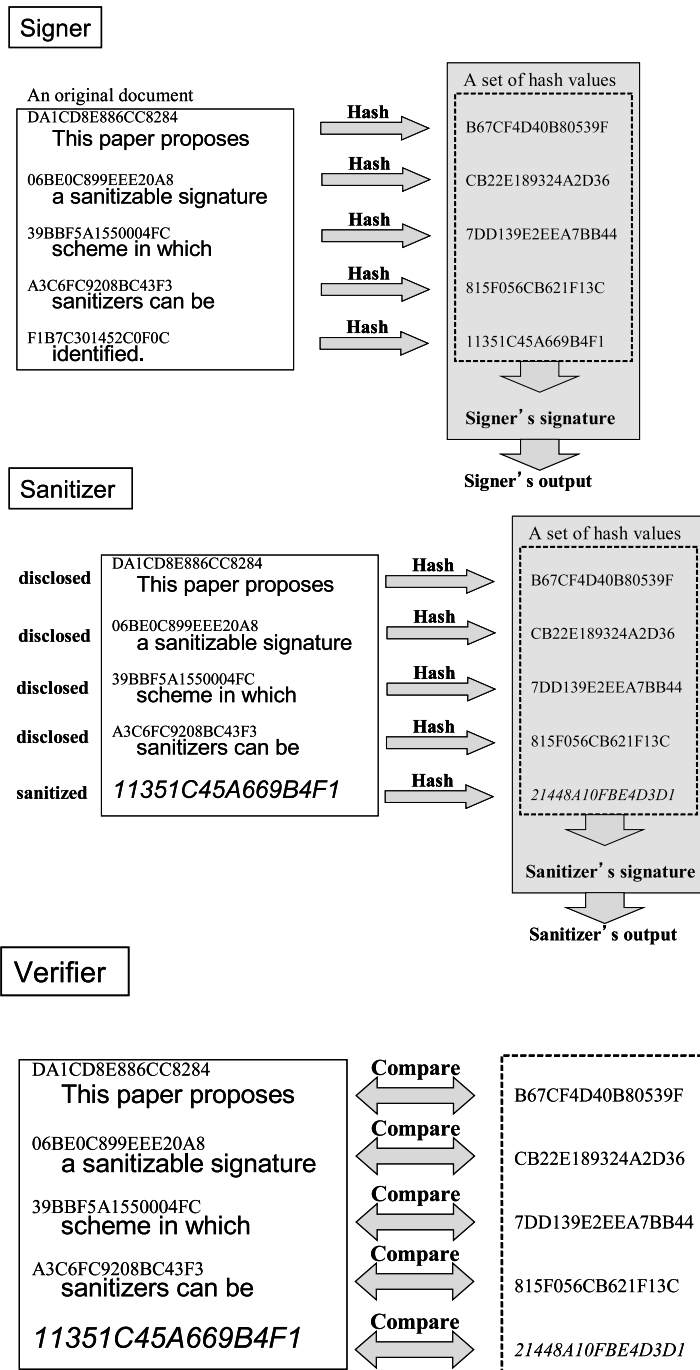 Signer
A set of hash values
An original document
DA1CD8E886CC8284
This paper proposes
Hash
B67CF4D40B80539F
06BE0C899EEE20A8
a sanitizable signature
Hash
CB22E189324A2D36
39BBF5A1550004FC
scheme in which
Hash
7DD139E2EEA7BB44
A3C6FC9208BC43F3
sanitizers can be
Hash
815F056CB621F13C
F1B7C301452C0F0C
identified.
Hash
11351C45A669B4F1
Signer's signature
Signer's output
Sanitizer
A set of hash values
disclosed
DA1CD8E886CC8284
This paper proposes
Hash
B67CF4D40B80539F
disclosed
06BE0C899EEE20A8
a sanitizable signature
Hash
CB22E189324A2D36
disclosed
39BBF5A1550004FC
scheme in which
Hash
7DD139E2EEA7BB44
disclosed
A3C6FC9208BC43F3
sanitizers can be
Hash
815F056CB621F13C
sanitized
11351C45A669B4F1
Hash
21448A10FBE4D3D1
Sanitizer's signature
Sanitizer's output
Verifier
DA1CD8E886CC8284
This paper proposes
Compare
B67CF4D40B80539F
06BE0C899EEE20A8
a sanitizable signature
Compare
CB22E189324A2D36
39BBF5A1550004FC
scheme in which
Compare
7DD139E2EEA7BB44
A3C6FC9208BC43F3
sanitizers can be
Compare
815F056CB621F13C
11351C45A669B4F1
Compare
21448A10FBE4D3D1